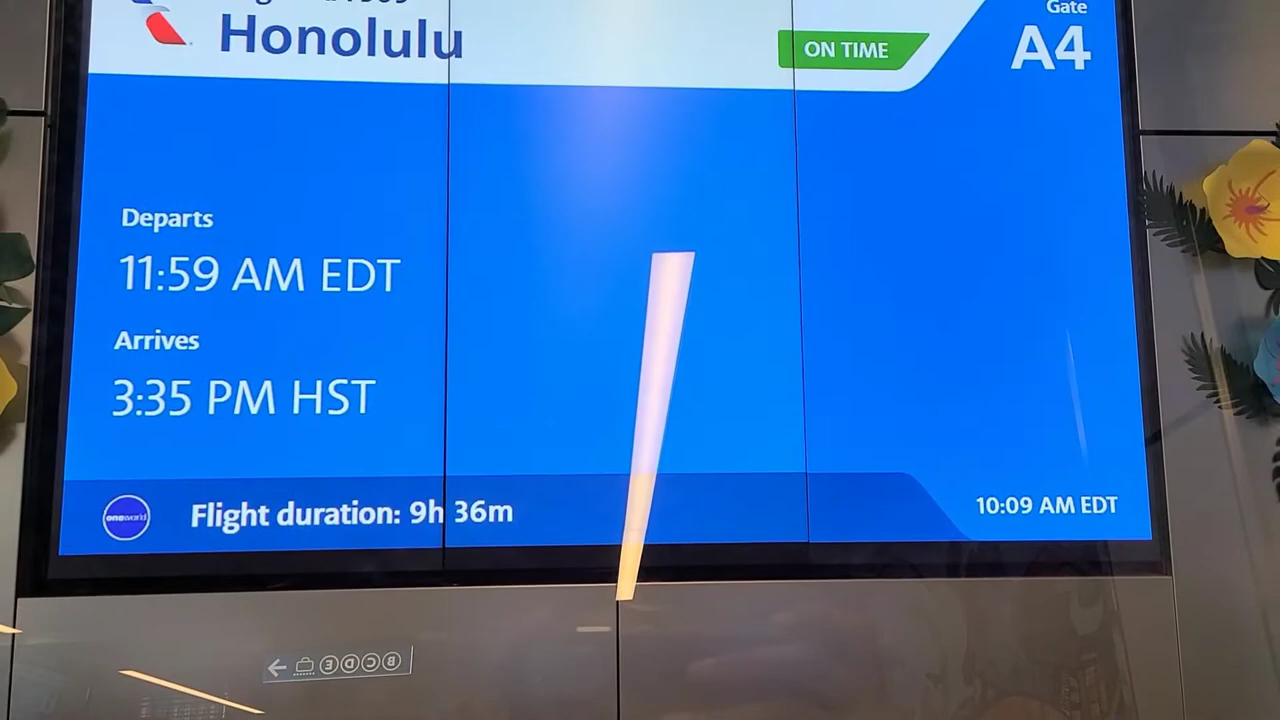 Honolulu
ON TIME
Gate
A4
Departs
11:59 AM EDT
Arrives
3:35 PM HST
oneworld
Flight duration: 9h 36m
10:09 AM EDT
B C D E